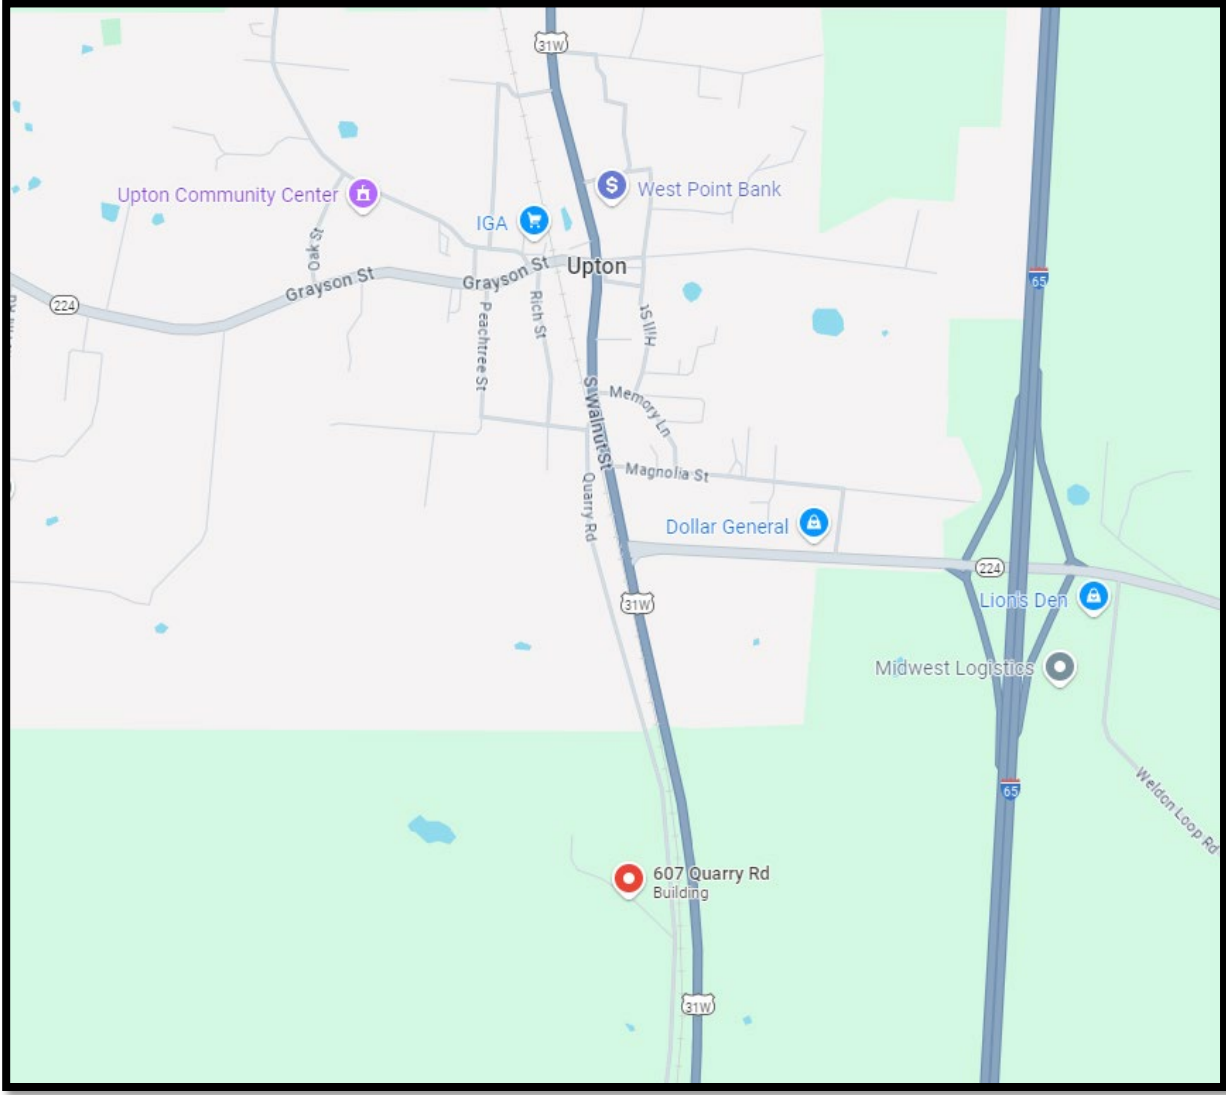 31W
Upton Community Center
West Point Bank
IGA
Oak St
Grayson St
Grayson St
Upton
65
224
Rich St
Peachtree St
Hill St
S Walnut St
Memory Ln
Magnolia St
Quarry Rd
Dollar General
224
Lion's Den
31W
Midwest Logistics
65
Weldon Loop Rd
607 Quarry Rd
Building
31W